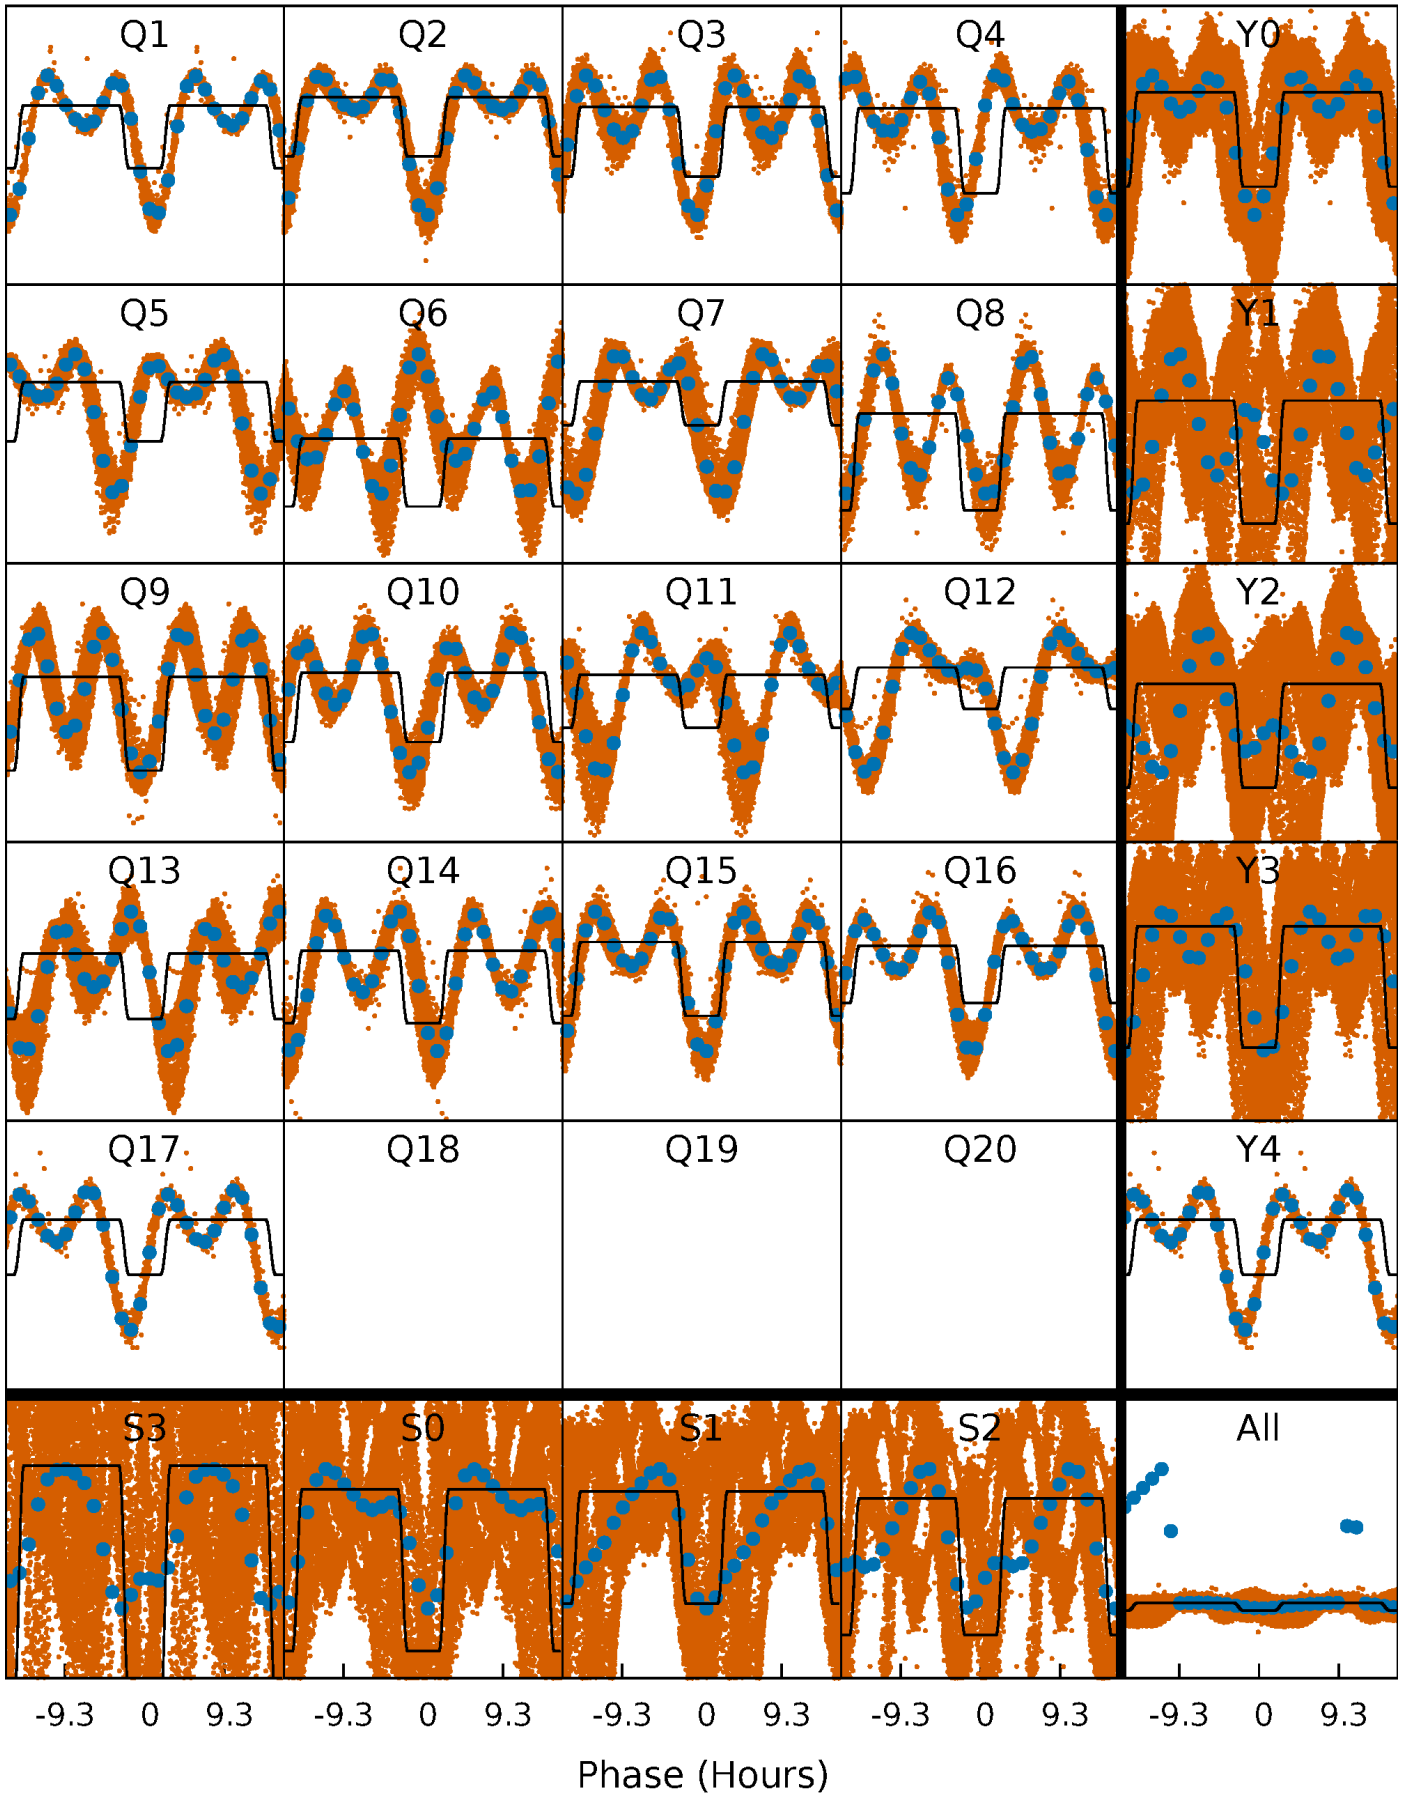 Q1 Q2 Q3 Q4 Y0
Q5 Q6 Q7 Q8 Y1
Q9 Q10 Q11 Q12 Y2
Q13 Q14 Q15 Q16 Y3
Q17 Q18 Q19 Q20 Y4
S3 S0 S1 S2 All
-9.3 0 9.3 -9.3 0 9.3 -9.3 0 9.3 -9.3 0 9.3 -9.3 0 9.3
Phase (Hours)